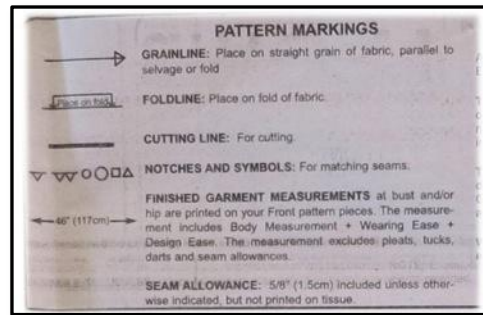 PATTERN MARKINGS
GRAINLINE: Place on straight grain of fabric, parallel to
selvage or fold
Place on fold
FOLDLINE: Place on fold of fabric.
CUTTING LINE: For cutting.
NOTCHES AND SYMBOLS: For matching seams.
FINISHED GARMENT MEASUREMENTS at bust and/or
hip are printed on your Front pattern pieces. The measure-
46" (117cm)
ment includes Body Measurement + Wearing Ease +
Design Ease. The measurement excludes pleats, tucks,
darts and seam allowances.
SEAM ALLOWANCE: 5/8" (1.5cm) included unless other-
wise indicated, but not printed on tissue.